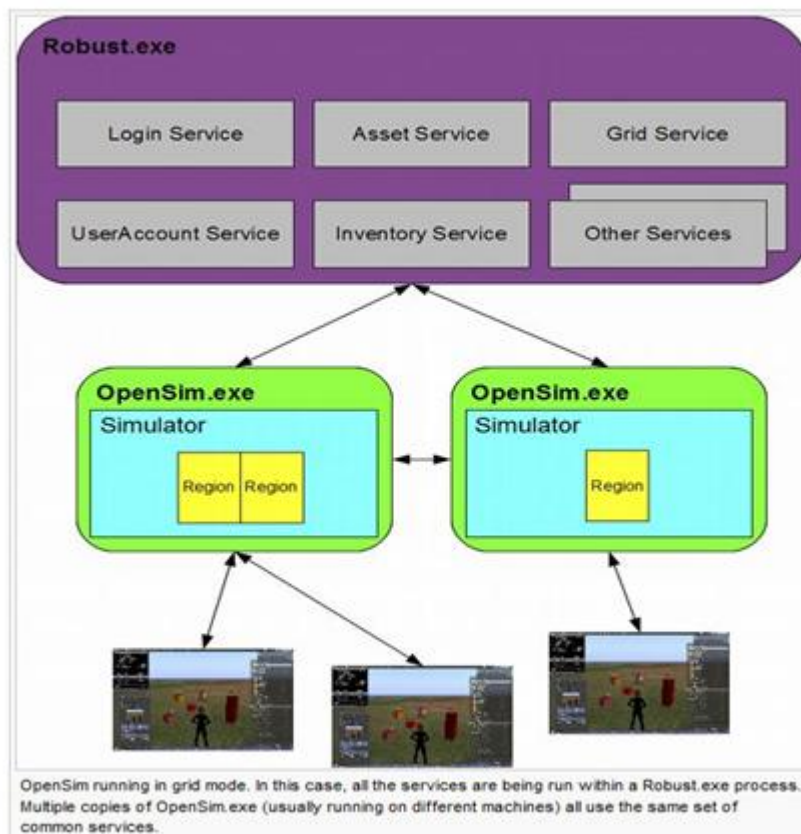 Robust.exe
Login Service
Asset Service
Grid Service
UserAccount Service
Inventory Service
Other Services
OpenSim.exe
OpenSim.exe
Simulator
Simulator
Region
Region
Region
OpenSim running in grid mode. In this case, all the services are being run within a Robust.exe process.
Multiple copies of OpenSim.exe (usually running on different machines) all use the same set of
common services.